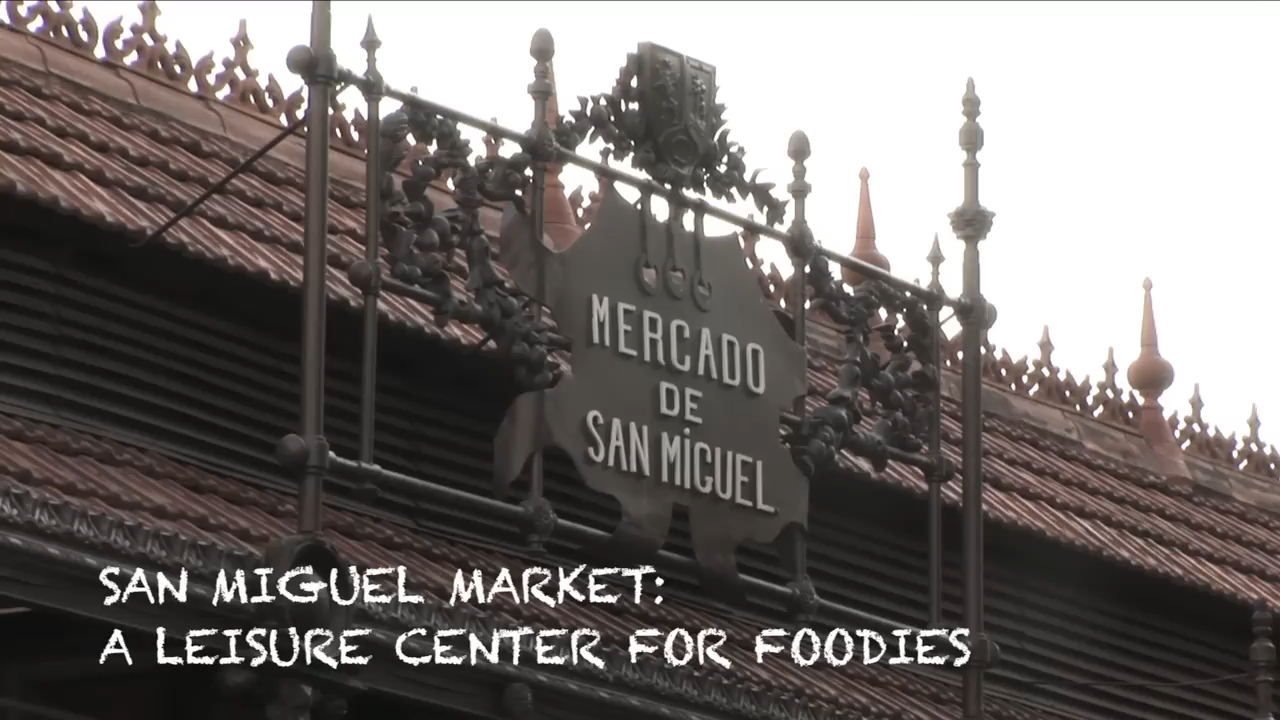 MERCADO
DE
SAN MiGUEL
SAN MIGUEL MARKET:
A LEISURE CENTER FOR FOODIES